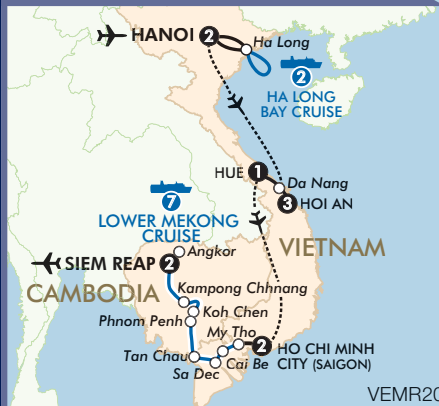 HANOI 2
Ha Long
2
HA LONG
BAY CRUISE
HUE 1
Da Nang
3 HOI AN
7
LOWER MEKONG
CRUISE
VIETNAM
Angkor
SIEM REAP 2
CAMBODIA
Kampong Chhnang
Koh Chen
Phnom Penh
My Tho
2 HO CHI MINH
CITY (SAIGON)
Tan Chau
Cai Be
Sa Dec
VEMR20